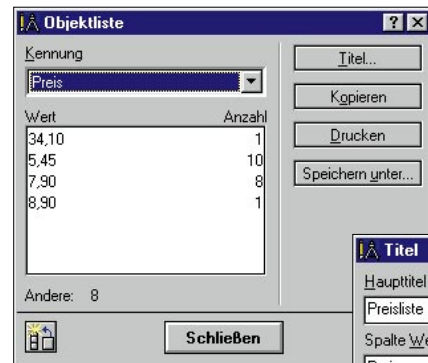 Objektliste
Kennung
Preis
Wert Anzahl
34,10 1
5,45 10
7,90 8
8,90 1
Andere: 8
Schließen
Titel...
Kopieren
Drucken
Speichern unter...
Titel
Haupttitel
Preisliste
Spalte